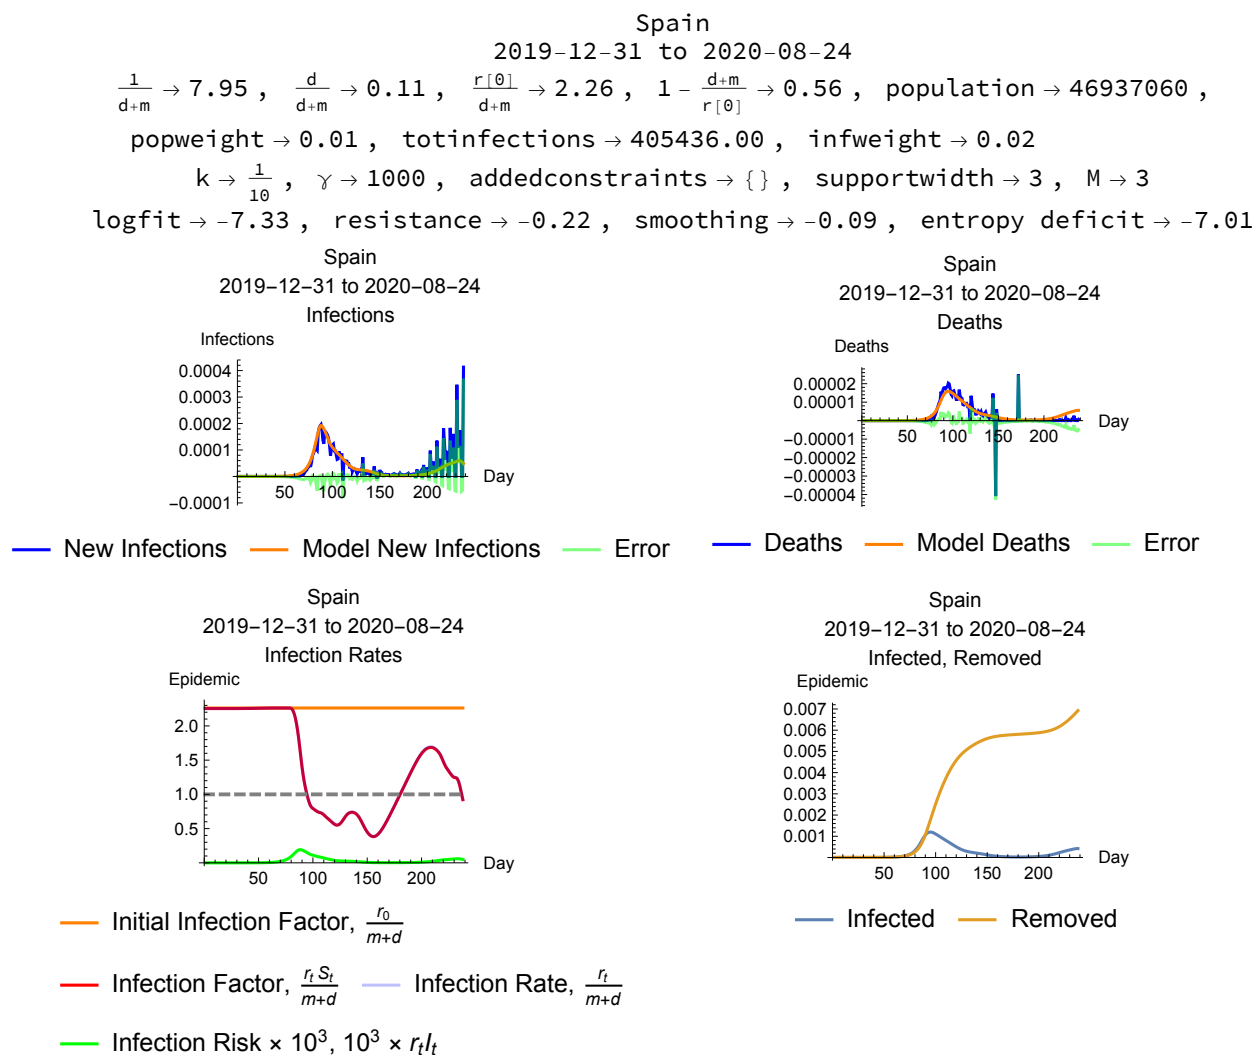 Spain
2019-12-31 to 2020-08-24
1/(d+m) → 7.95 , d/(d+m) → 0.11 , r[0]/(d+m) → 2.26 , 1 - (d+m)/r[0] → 0.56 , population → 46937060 ,
popweight → 0.01 , totinfections → 405436.00 , infweight → 0.02
k → 1/10 , γ → 1000 , addedconstraints → {} , supportwidth → 3 , M → 3
logfit → -7.33 , resistance → -0.22 , smoothing → -0.09 , entropy deficit → -7.01
Spain
2019-12-31 to 2020-08-24
Infections
Infections
0.0004
0.0003
0.0002
0.0001
-0.0001
50 100 150 200
Day
New Infections Model New Infections Error
Spain
2019-12-31 to 2020-08-24
Deaths
Deaths
0.00002
0.00001
-0.00001
-0.00002
-0.00003
-0.00004
50 100 150 200
Day
Deaths Model Deaths Error
Spain
2019-12-31 to 2020-08-24
Infection Rates
Epidemic
2.0
1.5
1.0
0.5
50 100 150 200
Day
Initial Infection Factor, r₀/(m+d)
Infection Factor, rₜ Sₜ/(m+d) Infection Rate, rₜ/(m+d)
Infection Risk × 10³, 10³ × rₜIₜ
Spain
2019-12-31 to 2020-08-24
Infected, Removed
Epidemic
0.007
0.006
0.005
0.004
0.003
0.002
0.001
50 100 150 200
Day
Infected Removed